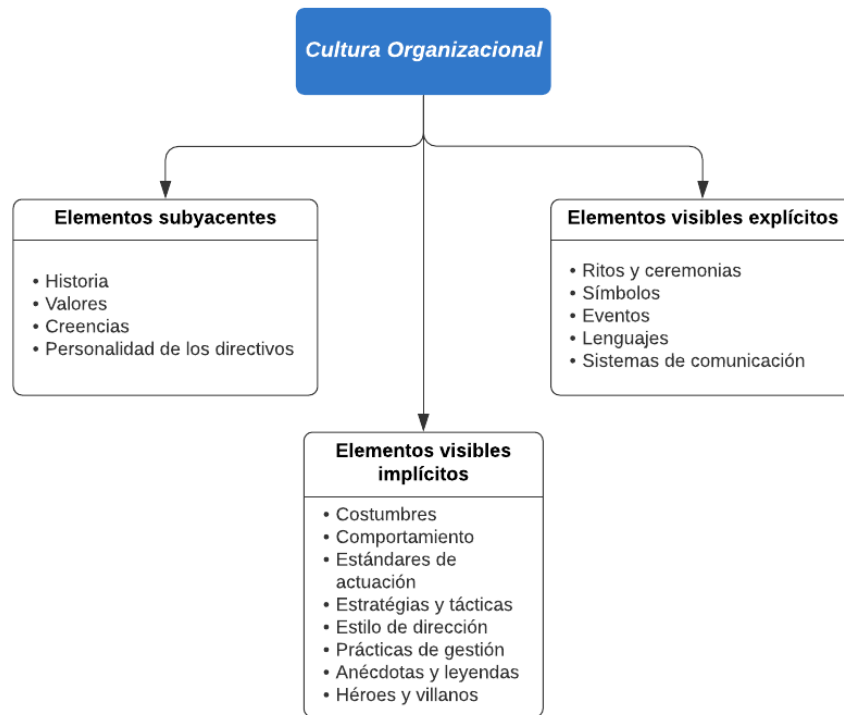 Cultura Organizacional
Elementos subyacentes
• Historia
• Valores
• Creencias
• Personalidad de los directivos
Elementos visibles explícitos
• Ritos y ceremonias
• Símbolos
• Eventos
• Lenguajes
• Sistemas de comunicación
Elementos visibles
implícitos
• Costumbres
• Comportamiento
• Estándares de
actuación
• Estratégias y tácticas
• Estilo de dirección
• Prácticas de gestión
• Anécdotas y leyendas
• Héroes y villanos